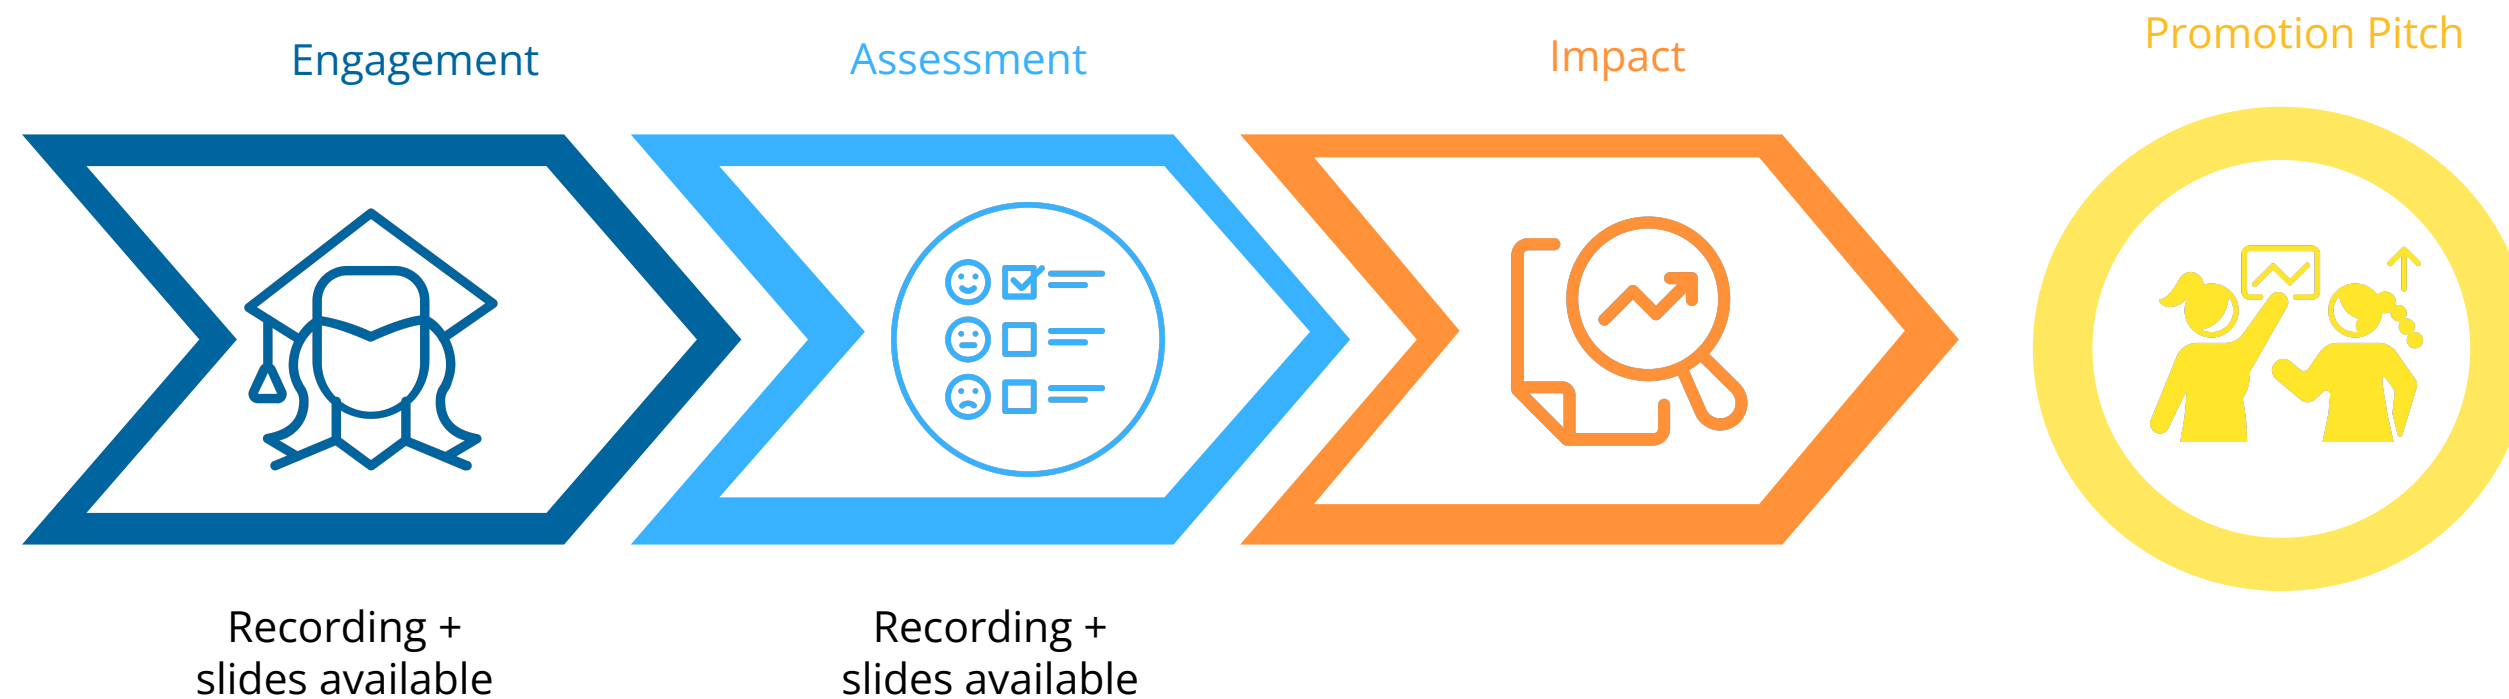 Engagement
Assessment
Impact
Promotion Pitch
Recording +
slides available
Recording +
slides available